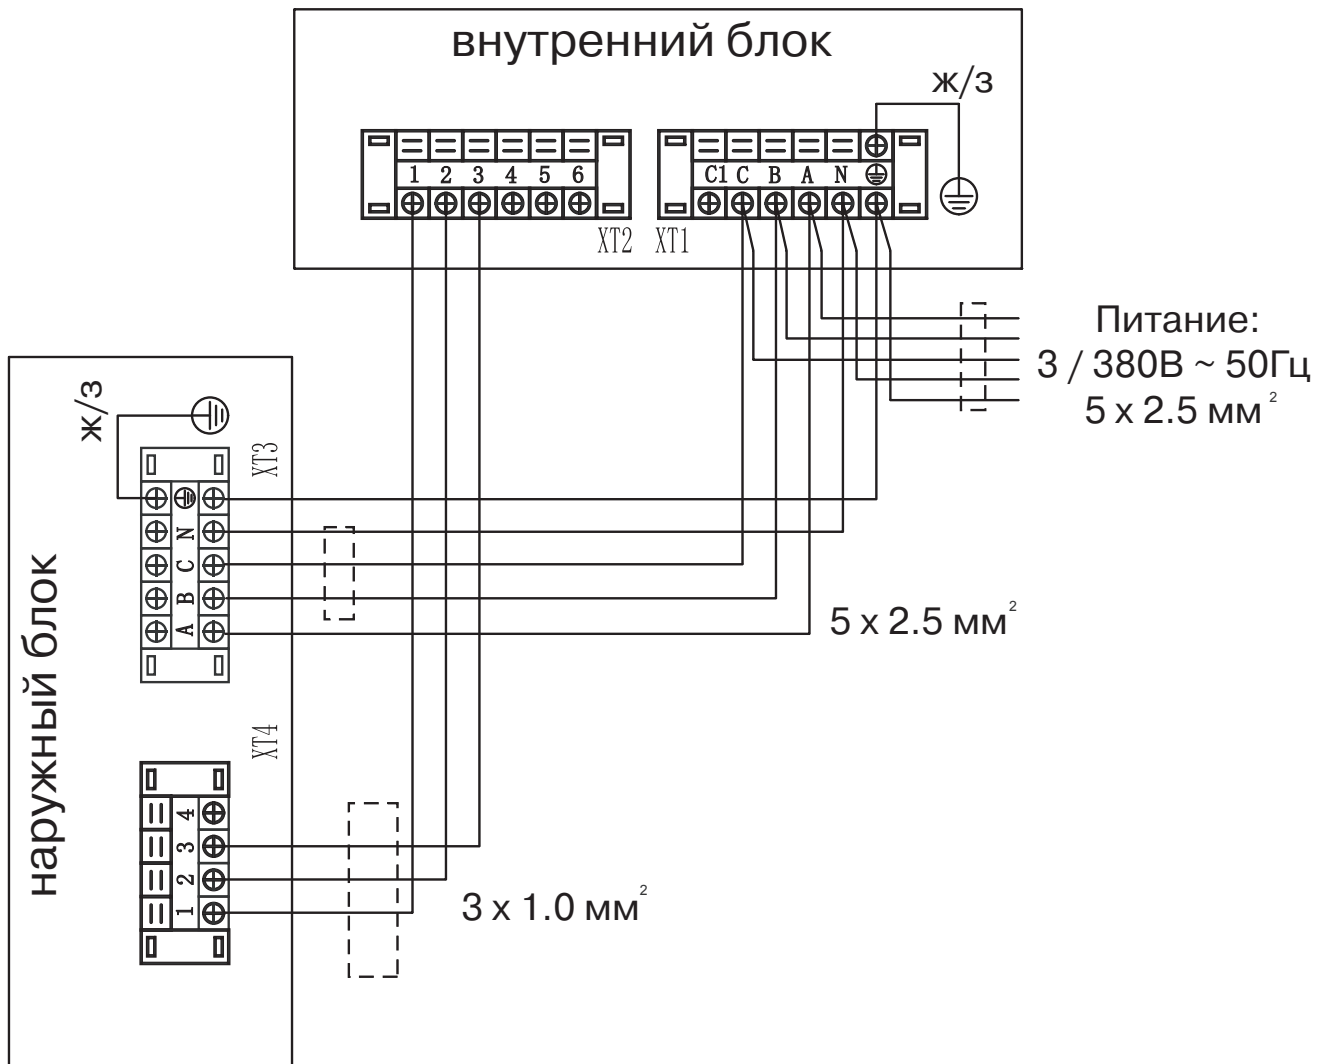 внутренний блок
ж/з
1 2 3 4 5 6
C1 C B A N
XT2 XT1
Питание:
3 / 380В ~ 50Гц
5 х 2.5 мм²
ж/з
XT3
N
C
B
A
5 х 2.5 мм²
наружный блок
XT4
4
3
2
1
3 х 1.0 мм²